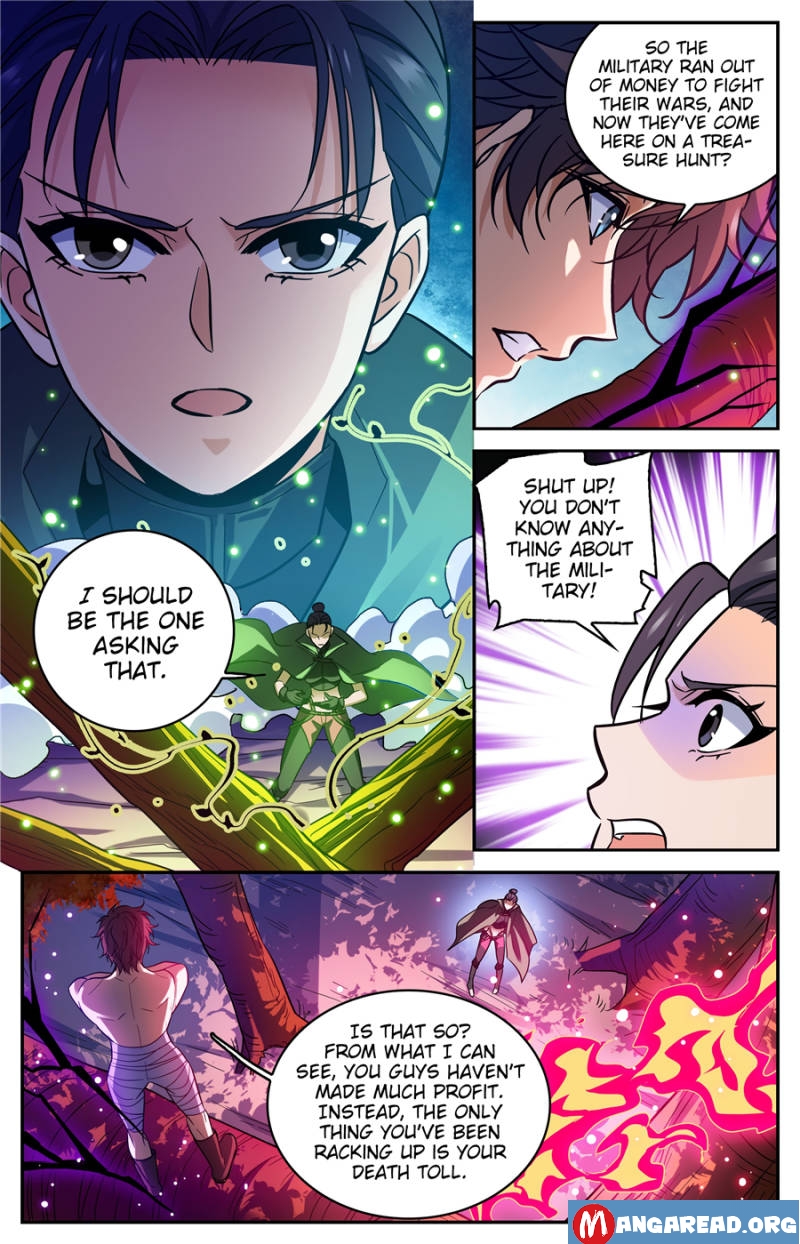 I SHOULD
BE THE ONE
ASKING
THAT.
SO THE
MILITARY RAN OUT
OF MONEY TO FIGHT
THEIR WARS, AND
NOW THEY'VE COME
HERE ON A TREA-
SURE HUNT?
SHUT UP!
YOU DON'T
KNOW ANY-
THING ABOUT
THE MILI-
TARY!
IS THAT SO?
FROM WHAT I CAN
SEE, YOU GUYS HAVEN'T
MADE MUCH PROFIT.
INSTEAD, THE ONLY
THING YOU'VE BEEN
RACKING UP IS YOUR
DEATH TOLL.
M MANGAREAD.ORG